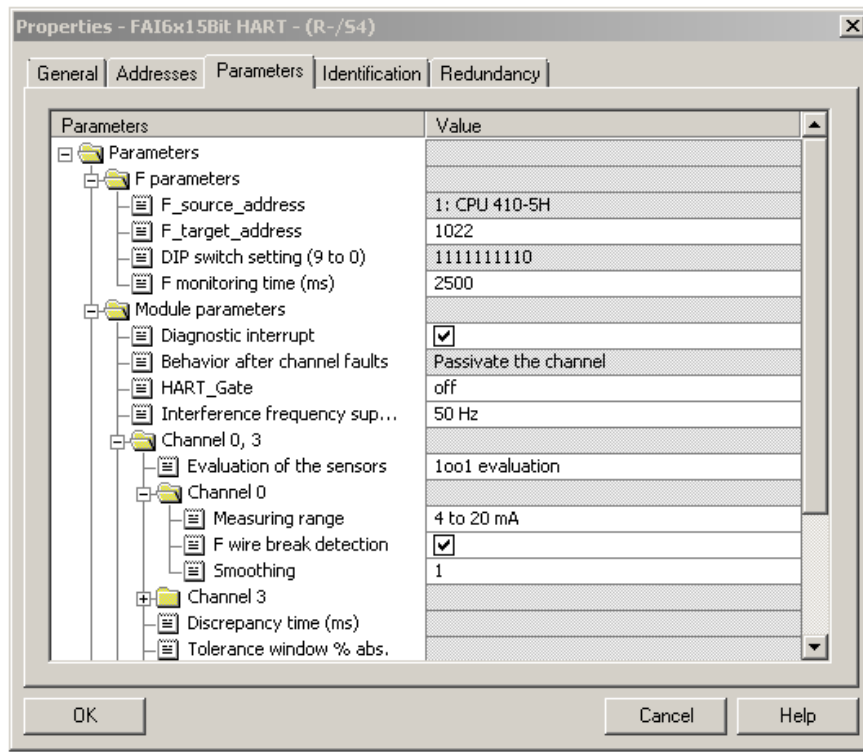 Properties - FAI6x15Bit HART - (R-/S4)
General Addresses Parameters Identification Redundancy
Parameters Value
Parameters
F parameters
F_source_address 1: CPU 410-5H
F_target_address 1022
DIP switch setting (9 to 0) 1111111110
F monitoring time (ms) 2500
Module parameters
Diagnostic interrupt
Behavior after channel faults Passivate the channel
HART_Gate off
Interference frequency sup... 50 Hz
Channel 0, 3
Evaluation of the sensors 1oo1 evaluation
Channel 0
Measuring range 4 to 20 mA
F wire break detection
Smoothing 1
Channel 3
Discrepancy time (ms)
Tolerance window % abs.
OK Cancel Help